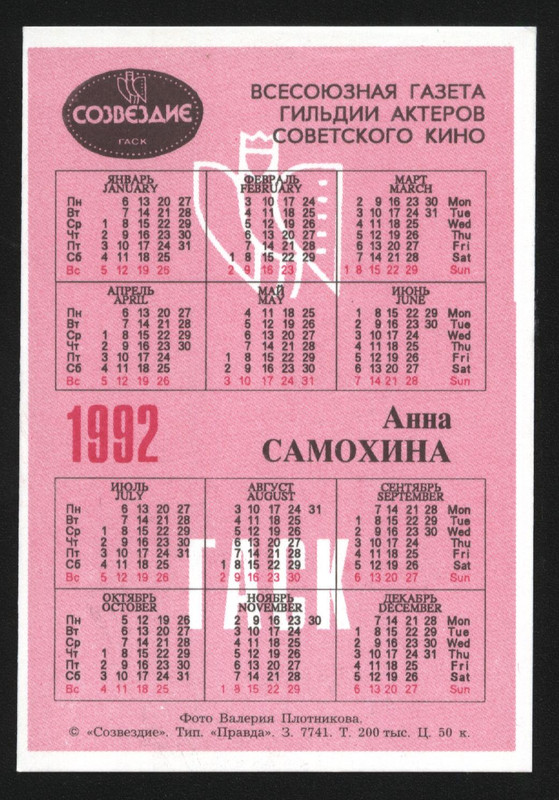 СОЗВЕЗДИЕ
ГАСК
ВСЕСОЮЗНАЯ ГАЗЕТА
ГИЛЬДИИ АКТЕРОВ
СОВЕТСКОГО КИНО
ЯНВАРЬ ФЕВРАЛЬ МАРТ
JANUARY FEBRUARY MARCH
Пн 6 13 20 27 3 10 17 24 2 9 16 23 30 Mon
Вт 7 14 21 28 4 11 18 25 3 10 17 24 31 Tue
Ср 1 8 15 22 29 5 12 19 26 4 11 18 25 Wed
Чт 2 9 16 23 30 6 13 20 27 5 12 19 26 Thu
Пт 3 10 17 24 31 7 14 21 28 6 13 20 27 Fri
Сб 4 11 18 25 1 8 15 22 29 7 14 21 28 Sat
Вс 5 12 19 25 2 9 16 23 1 8 15 22 29 Sun
АПРЕЛЬ МАЙ ИЮНЬ
APRIL MAY JUNE
Пн 6 13 20 27 4 11 18 25 1 8 15 22 29 Mon
Вт 7 14 21 28 5 12 19 26 2 9 16 23 30 Tue
Ср 1 8 15 22 29 6 13 20 27 3 10 17 24 Wed
Чт 2 9 16 23 30 7 14 21 28 4 11 18 25 Thu
Пт 3 10 17 24 1 8 15 22 29 5 12 19 26 Fri
Сб 4 11 18 25 2 9 16 23 30 6 13 20 27 Sat
Вс 5 12 19 26 3 10 17 24 31 7 14 21 28 Sun
1992
Анна
САМОХИНА
ИЮЛЬ АВГУСТ СЕНТЯБРЬ
JULY AUGUST SEPTEMBER
Пн 6 13 20 27 3 10 17 24 31 7 14 21 28 Mon
Вт 7 14 21 28 4 11 18 25 1 8 15 22 29 Tue
Ср 1 8 15 22 29 5 12 19 26 2 9 16 23 30 Wed
Чт 2 9 16 23 30 6 13 20 27 3 10 17 24 Thu
Пт 3 10 17 24 31 7 14 21 28 4 11 18 25 Fri
Сб 4 11 18 25 1 8 15 22 29 5 12 19 26 Sat
Вс 5 12 19 26 2 9 16 23 30 6 13 20 27 Sun
ГАСК
ОКТЯБРЬ НОЯБРЬ ДЕКАБРЬ
OCTOBER NOVEMBER DECEMBER
Пн 5 12 19 26 2 9 16 23 30 7 14 21 28 Mon
Вт 6 13 20 27 3 10 17 24 1 8 15 22 29 Tue
Ср 7 14 21 28 4 11 18 25 2 9 16 23 30 Wed
Чт 1 8 15 22 29 5 12 19 26 3 10 17 24 31 Thu
Пт 2 9 16 23 30 6 13 20 27 4 11 18 25 Fri
Сб 3 10 17 24 31 7 14 21 28 5 12 19 26 Sat
Вс 4 11 18 25 1 8 15 22 29 6 13 20 27 Sun
Фото Валерия Плотникова.
© «Созвездие». Тип. «Правда». З. 7741. Т. 200 тыс. Ц. 50 к.